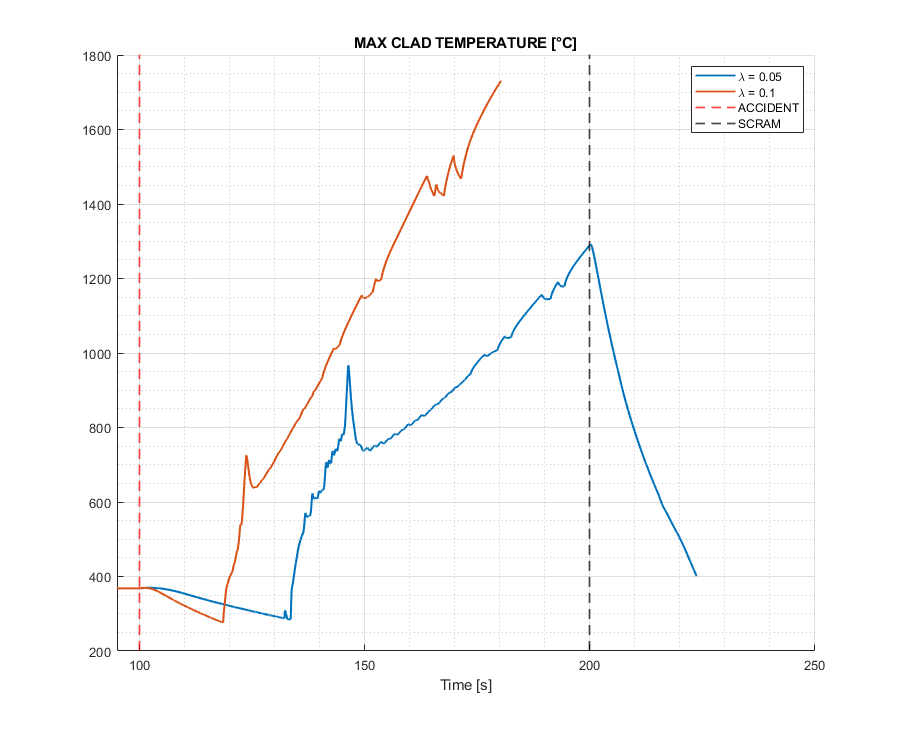 MAX CLAD TEMPERATURE [°C]
1800
1600
1400
1200
1000
800
600
400
200
100
150
200
250
Time [s]
λ = 0.05
λ = 0.1
ACCIDENT
SCRAM